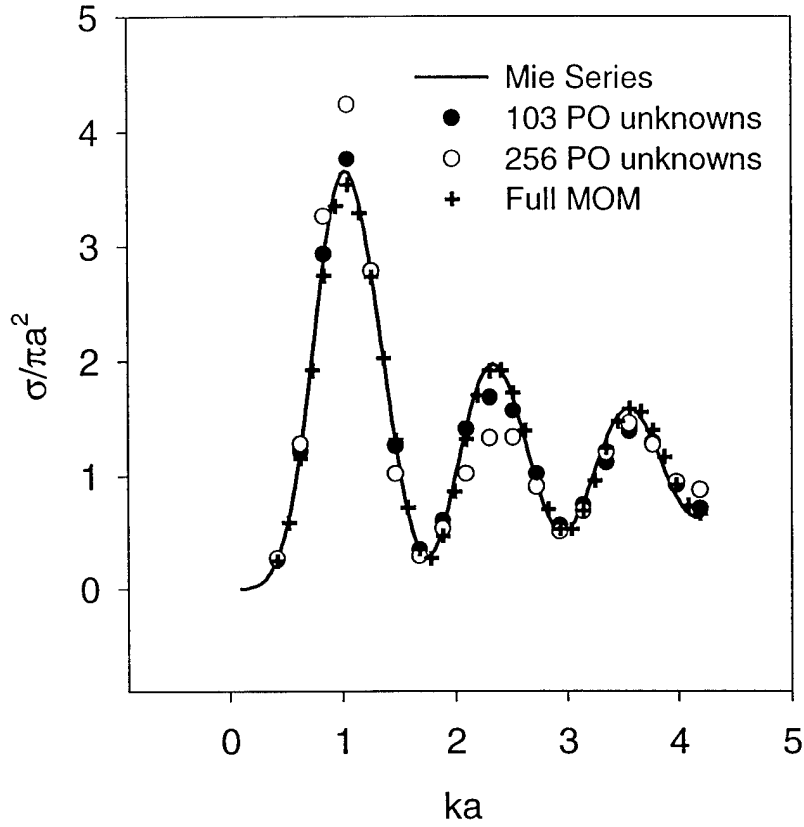 5
4
3
2
1
0
σ/πa²
Mie Series
103 PO unknowns
256 PO unknowns
Full MOM
0 1 2 3 4 5
ka